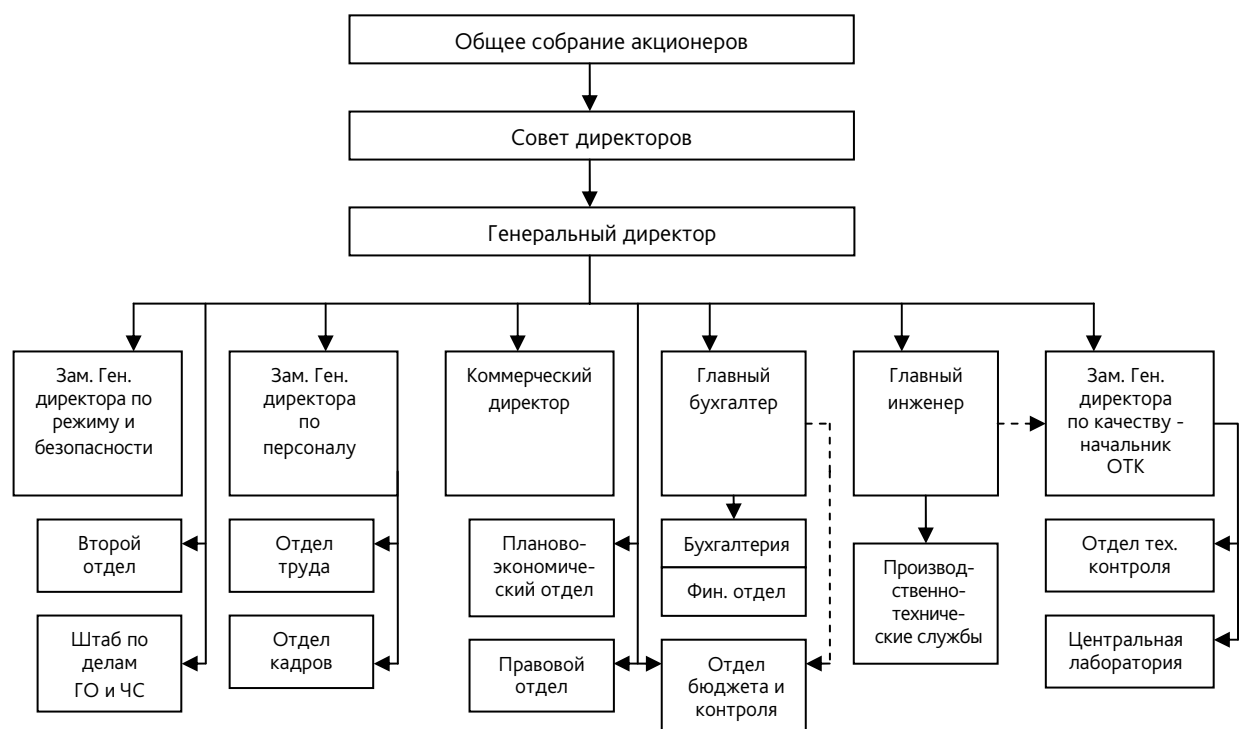 Общее собрание акционеров
Совет директоров
Генеральный директор
Зам. Ген.
директора по
режиму и
безопасности
Зам. Ген.
директора
по
персоналу
Коммерческий
директор
Главный
бухгалтер
Главный
инженер
Зам. Ген.
директора
по качеству -
начальник
ОТК
Второй
отдел
Отдел
труда
Планово-
экономичес-
ский отдел
Бухгалтерия
Фин. отдел
Производ-
ственно-
техниче-
ские службы
Отдел тех.
контроля
Штаб по
делам
ГО и ЧС
Отдел
кадров
Правовой
отдел
Отдел
бюджета и
контроля
Центральная
лаборатория